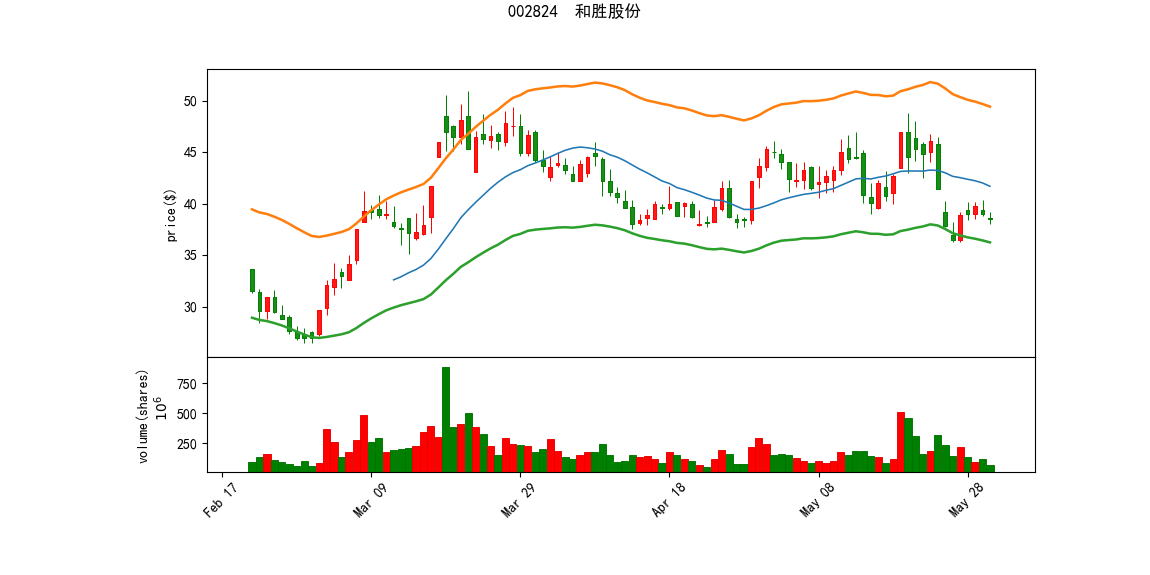 002824 和胜股份
50
45
40
35
30
price($)
750
500
250
volume(shares)
10^6
Feb 17
Mar 09
Mar 29
Apr 18
May 08
May 28